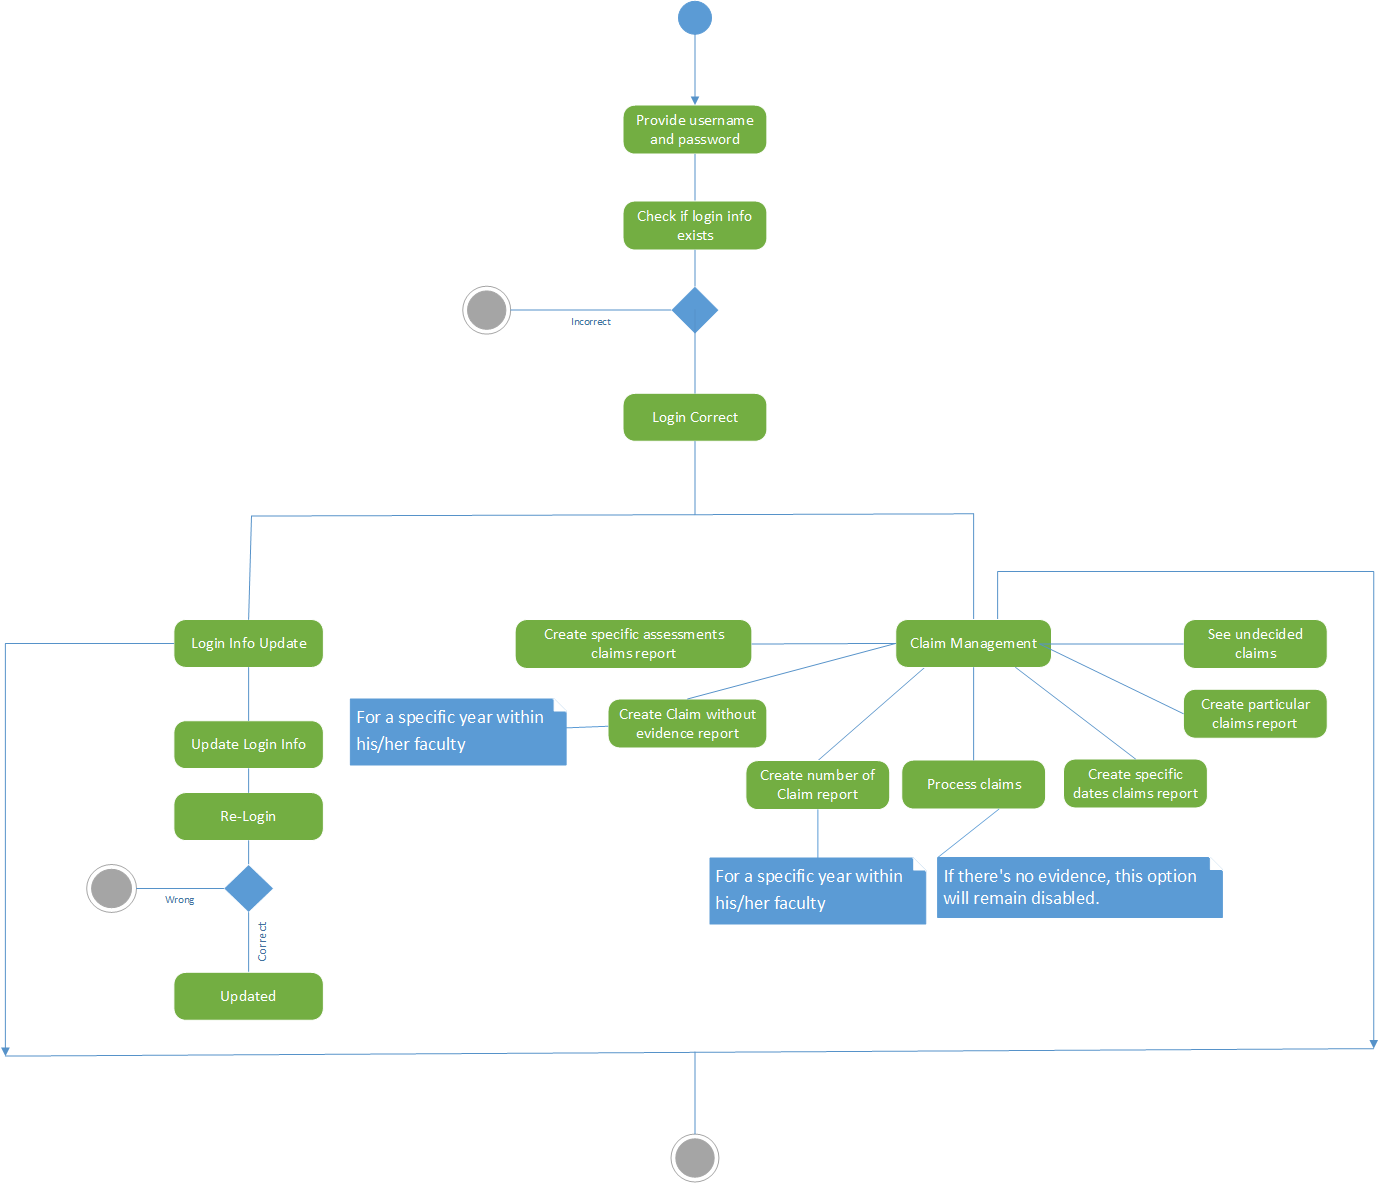 Provide username
and password
Check if login info
exists
Incorrect
Login Correct
Login Info Update
Create specific assessments
claims report
Claim Management
See undecided
claims
For a specific year within
his/her faculty
Create Claim without
evidence report
Create particular
claims report
Update Login Info
Create number of
Claim report
Process claims
Create specific
dates claims report
Re-Login
For a specific year within
his/her faculty
If there's no evidence, this option
will remain disabled.
Wrong
Correct
Updated